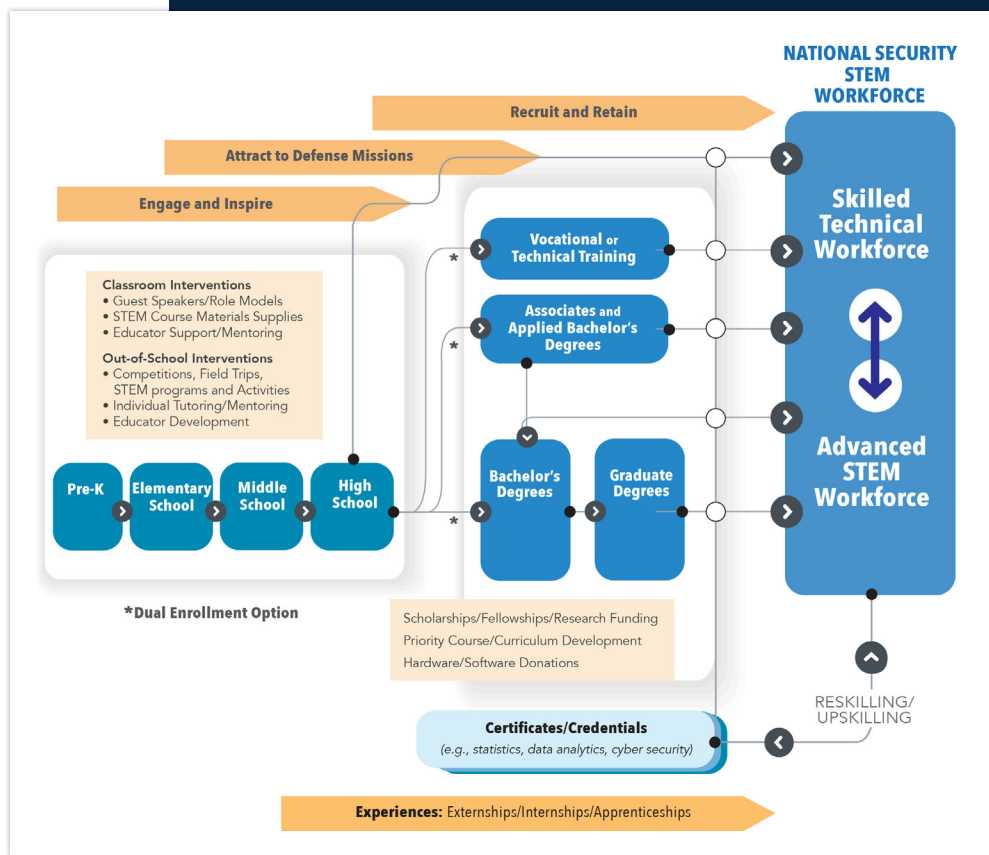 NATIONAL SECURITY
STEM
WORKFORCE
Recruit and Retain
Attract to Defense Missions
Engage and Inspire
Skilled
Technical
Workforce
Advanced
STEM
Workforce
Classroom Interventions
• Guest Speakers/Role Models
• STEM Course Materials Supplies
• Educator Support/Mentoring
Out-of-School Interventions
• Competitions, Field Trips,
STEM programs and Activities
• Individual Tutoring/Mentoring
• Educator Development
Pre-K
Elementary
School
Middle
School
High
School
*
Vocational or
Technical Training
*
Associates and
Applied Bachelor's
Degrees
*
Bachelor's
Degrees
Graduate
Degrees
*Dual Enrollment Option
Scholarships/Fellowships/Research Funding
Priority Course/Curriculum Development
Hardware/Software Donations
RESKILLING/
UPSKILLING
Certificates/Credentials
(e.g., statistics, data analytics, cyber security)
Experiences: Externships/Internships/Apprenticeships